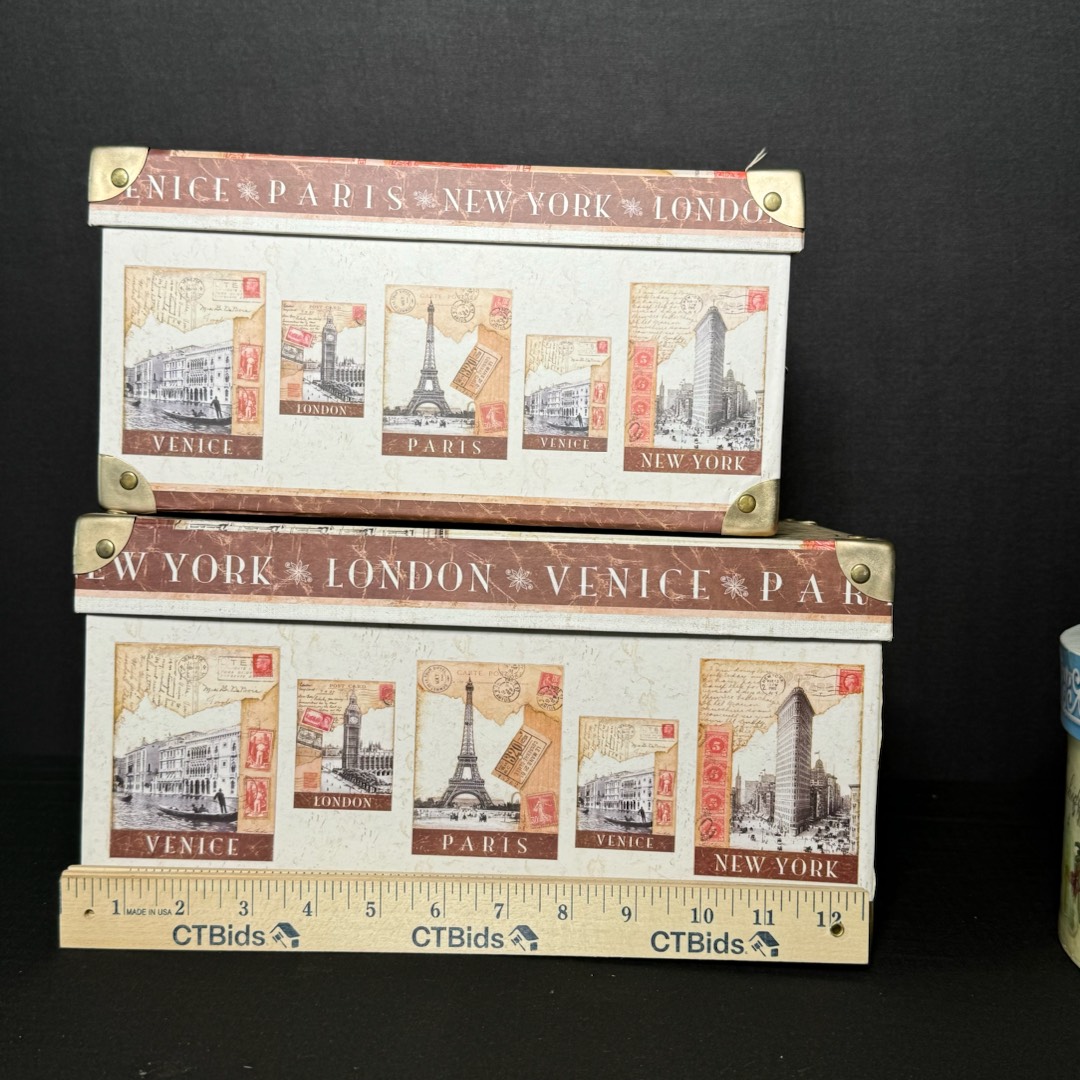 ENICE PARIS NEW YORK LONDO
VENICE
LONDON
PARIS
VENICE
NEW YORK
EW YORK LONDON VENICE PAR
VENICE
LONDON
PARIS
VENICE
NEW YORK
1 MADE IN USA 2 3 4 5 6 7 8 9 10 11 12
CTBids CTBids CTBids